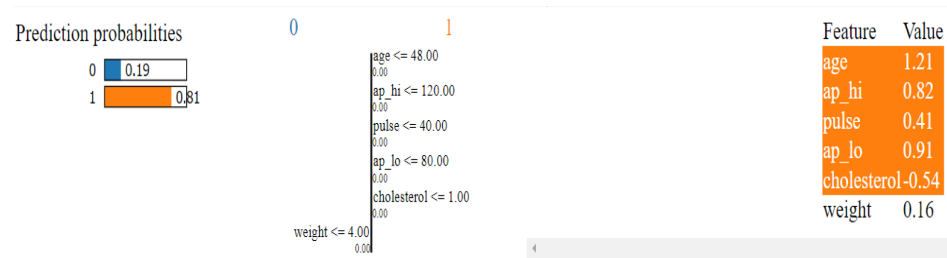 Prediction probabilities
0 0.19
1 0.81
0 1
age <= 48.00
0.00
ap_hi <= 120.00
0.00
pulse <= 40.00
0.00
ap_lo <= 80.00
0.00
cholesterol <= 1.00
0.00
weight <= 4.00
0.00
Feature Value
age 1.21
ap_hi 0.82
pulse 0.41
ap_lo 0.91
cholesterol -0.54
weight 0.16